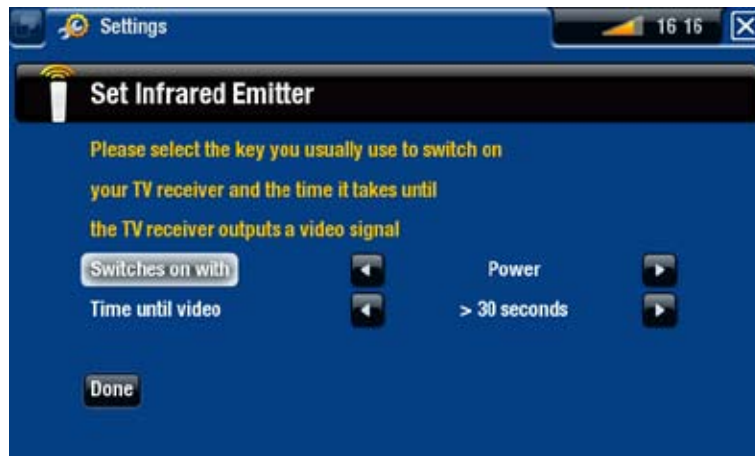 Settings
16 16
Set Infrared Emitter
Please select the key you usually use to switch on
your TV receiver and the time it takes until
the TV receiver outputs a video signal
Switches on with Power
Time until video > 30 seconds
Done